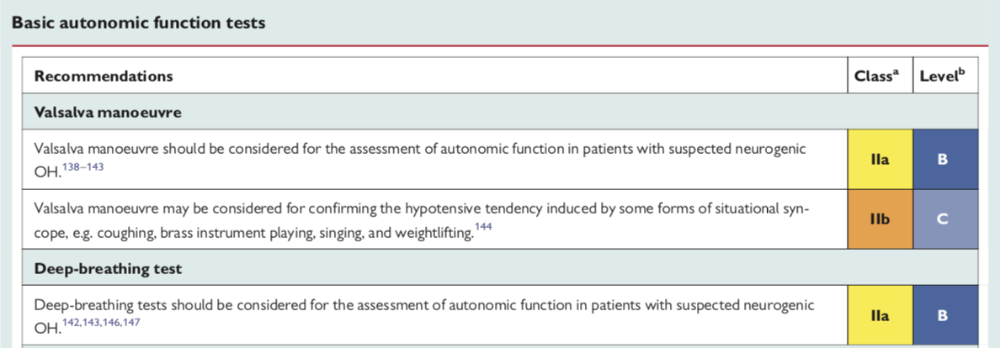 Basic autonomic function tests
Recommendations Classᵃ Levelᵇ
Valsalva manoeuvre
Valsalva manoeuvre should be considered for the assessment of autonomic function in patients with suspected neurogenic
OH.¹³⁸⁻¹⁴³ IIa B
Valsalva manoeuvre may be considered for confirming the hypotensive tendency induced by some forms of situational syn-
cope, e.g. coughing, brass instrument playing, singing, and weightlifting.¹⁴⁴ IIb C
Deep-breathing test
Deep-breathing tests should be considered for the assessment of autonomic function in patients with suspected neurogenic
OH.¹⁴²,¹⁴³,¹⁴⁶,¹⁴⁷ IIa B